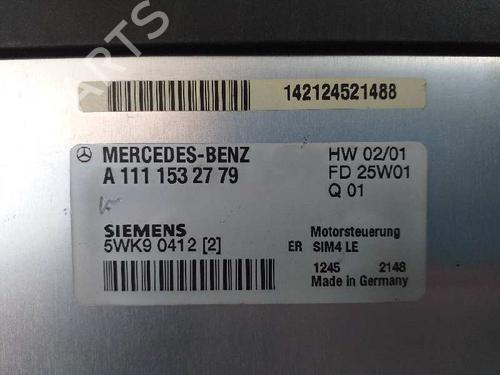 PARTS
142124521488
MERCEDES-BENZ HW 02/01
A 111 153 27 79 FD 25W01
Q 01
SIEMENS Motorsteuerung
5WK9 0412 [2] ER SIM4 LE
1245 2148
Made in Germany